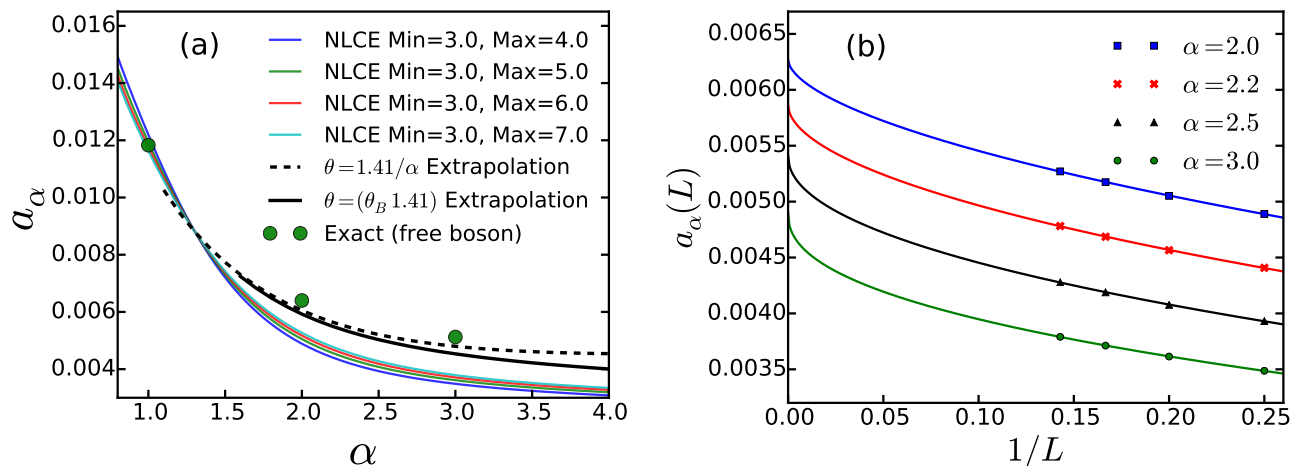 (a)
NLCE Min=3.0, Max=4.0
NLCE Min=3.0, Max=5.0
NLCE Min=3.0, Max=6.0
NLCE Min=3.0, Max=7.0
θ=1.41/α Extrapolation
θ=(θ_B 1.41) Extrapolation
Exact (free boson)
0.016
0.014
0.012
0.010
0.008
0.006
0.004
a_α
1.0 1.5 2.0 2.5 3.0 3.5 4.0
α
(b)
α=2.0
α=2.2
α=2.5
α=3.0
0.0065
0.0060
0.0055
0.0050
0.0045
0.0040
0.0035
a_α(L)
0.00 0.05 0.10 0.15 0.20 0.25
1/L